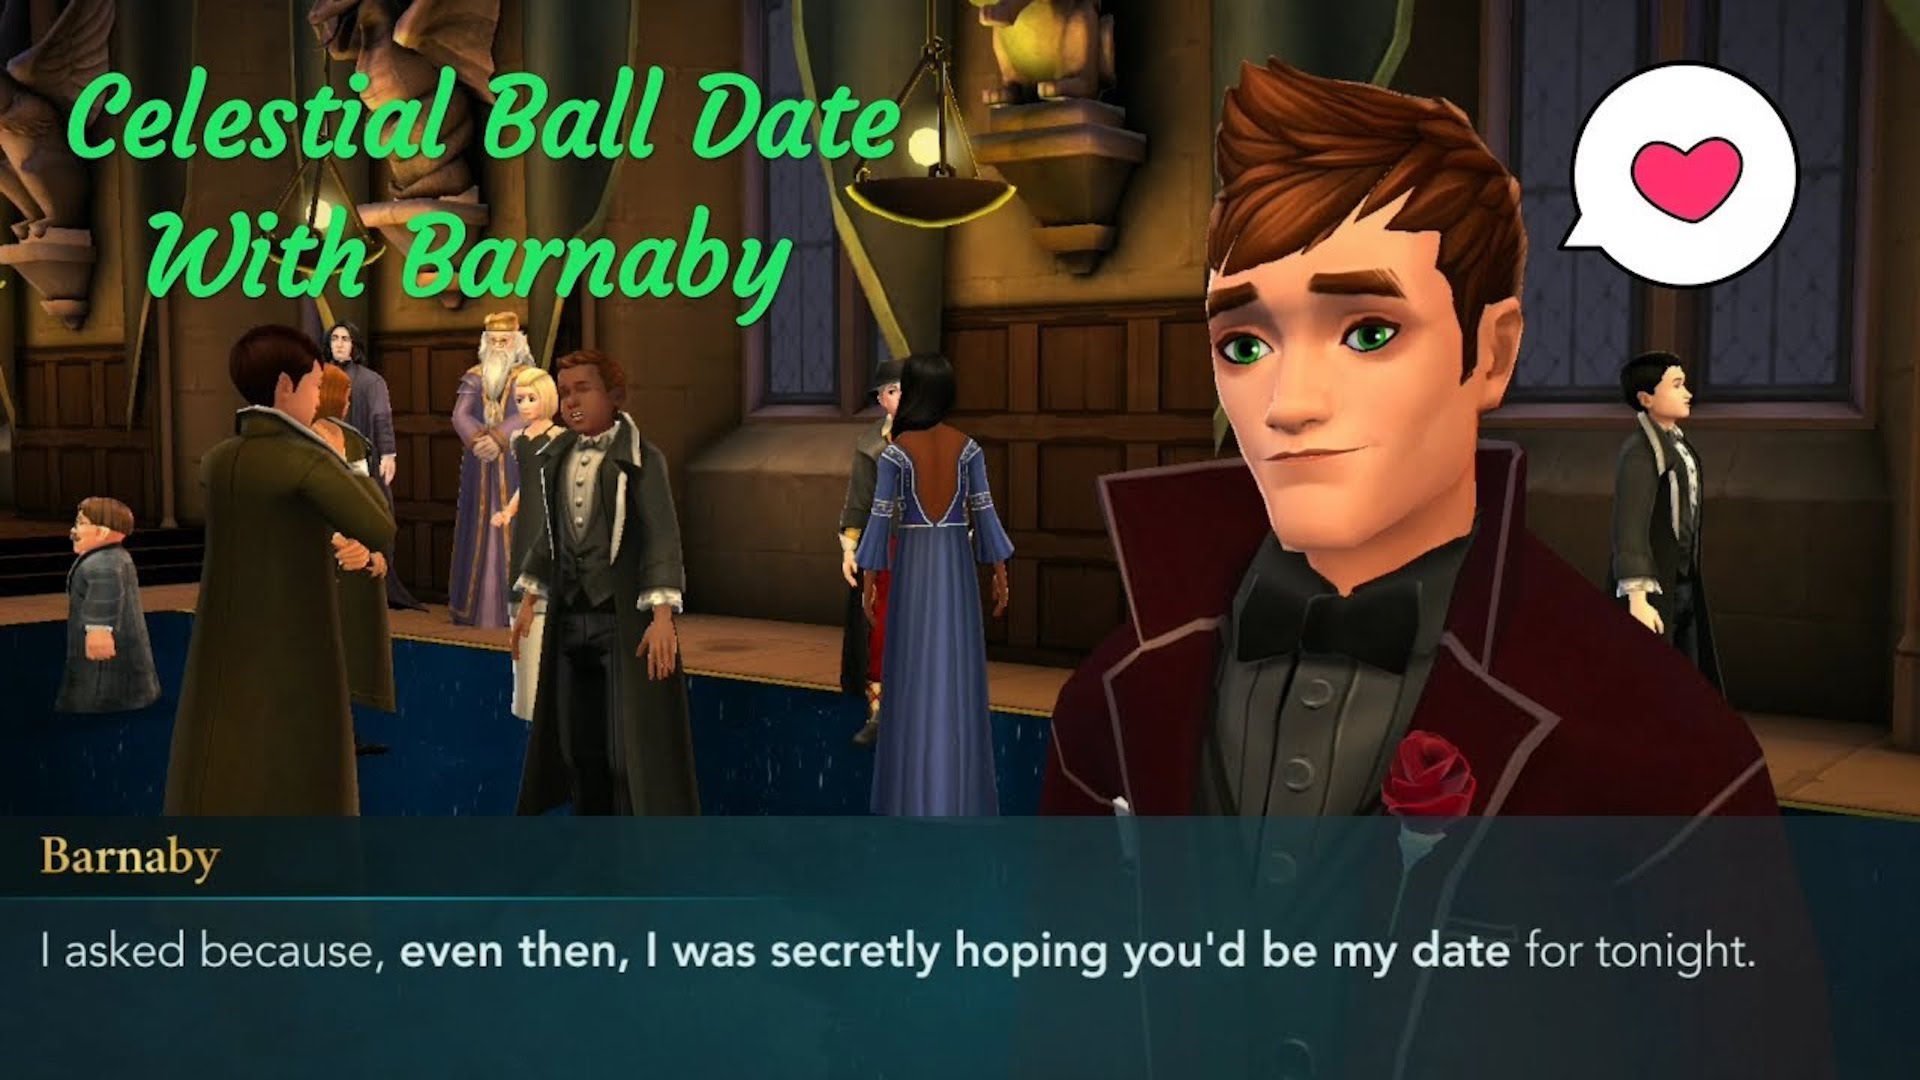 Celestial Ball Date
With Barnaby
Barnaby
I asked because, even then, I was secretly hoping you'd be my date for tonight.